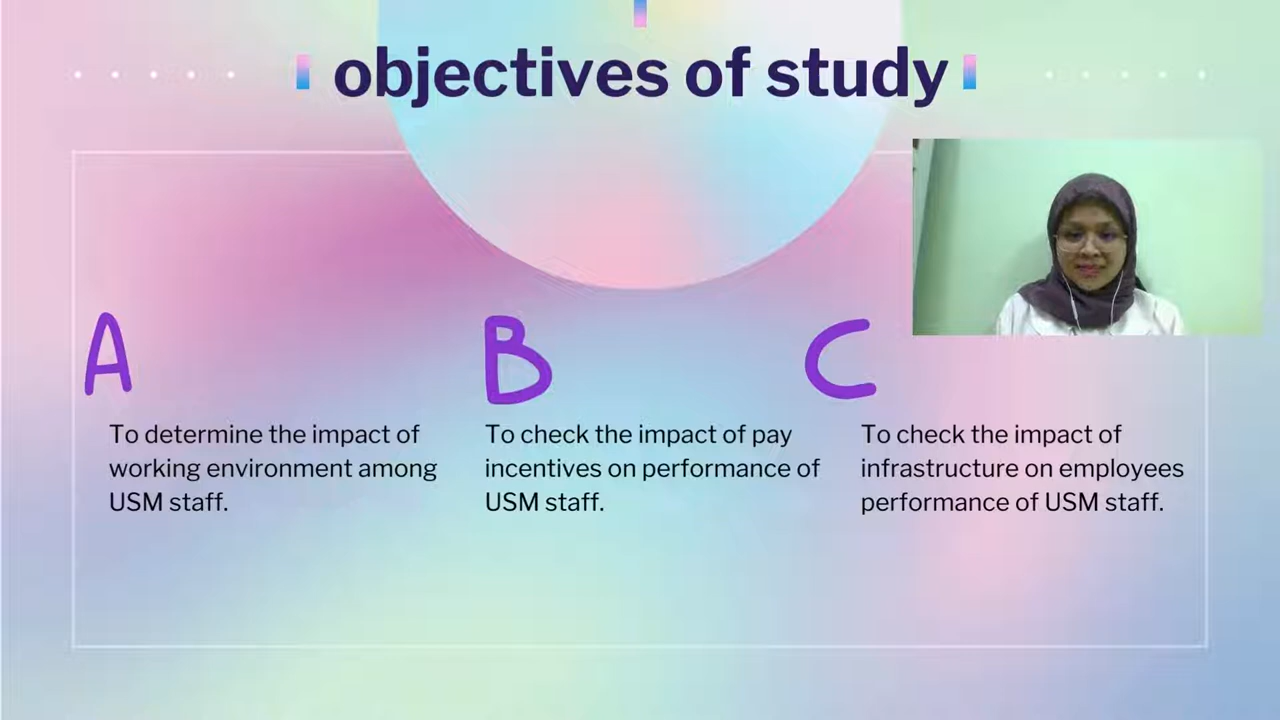 objectives of study
A
To determine the impact of
working environment among
USM staff.
B
To check the impact of pay
incentives on performance of
USM staff.
C
To check the impact of
infrastructure on employees
performance of USM staff.